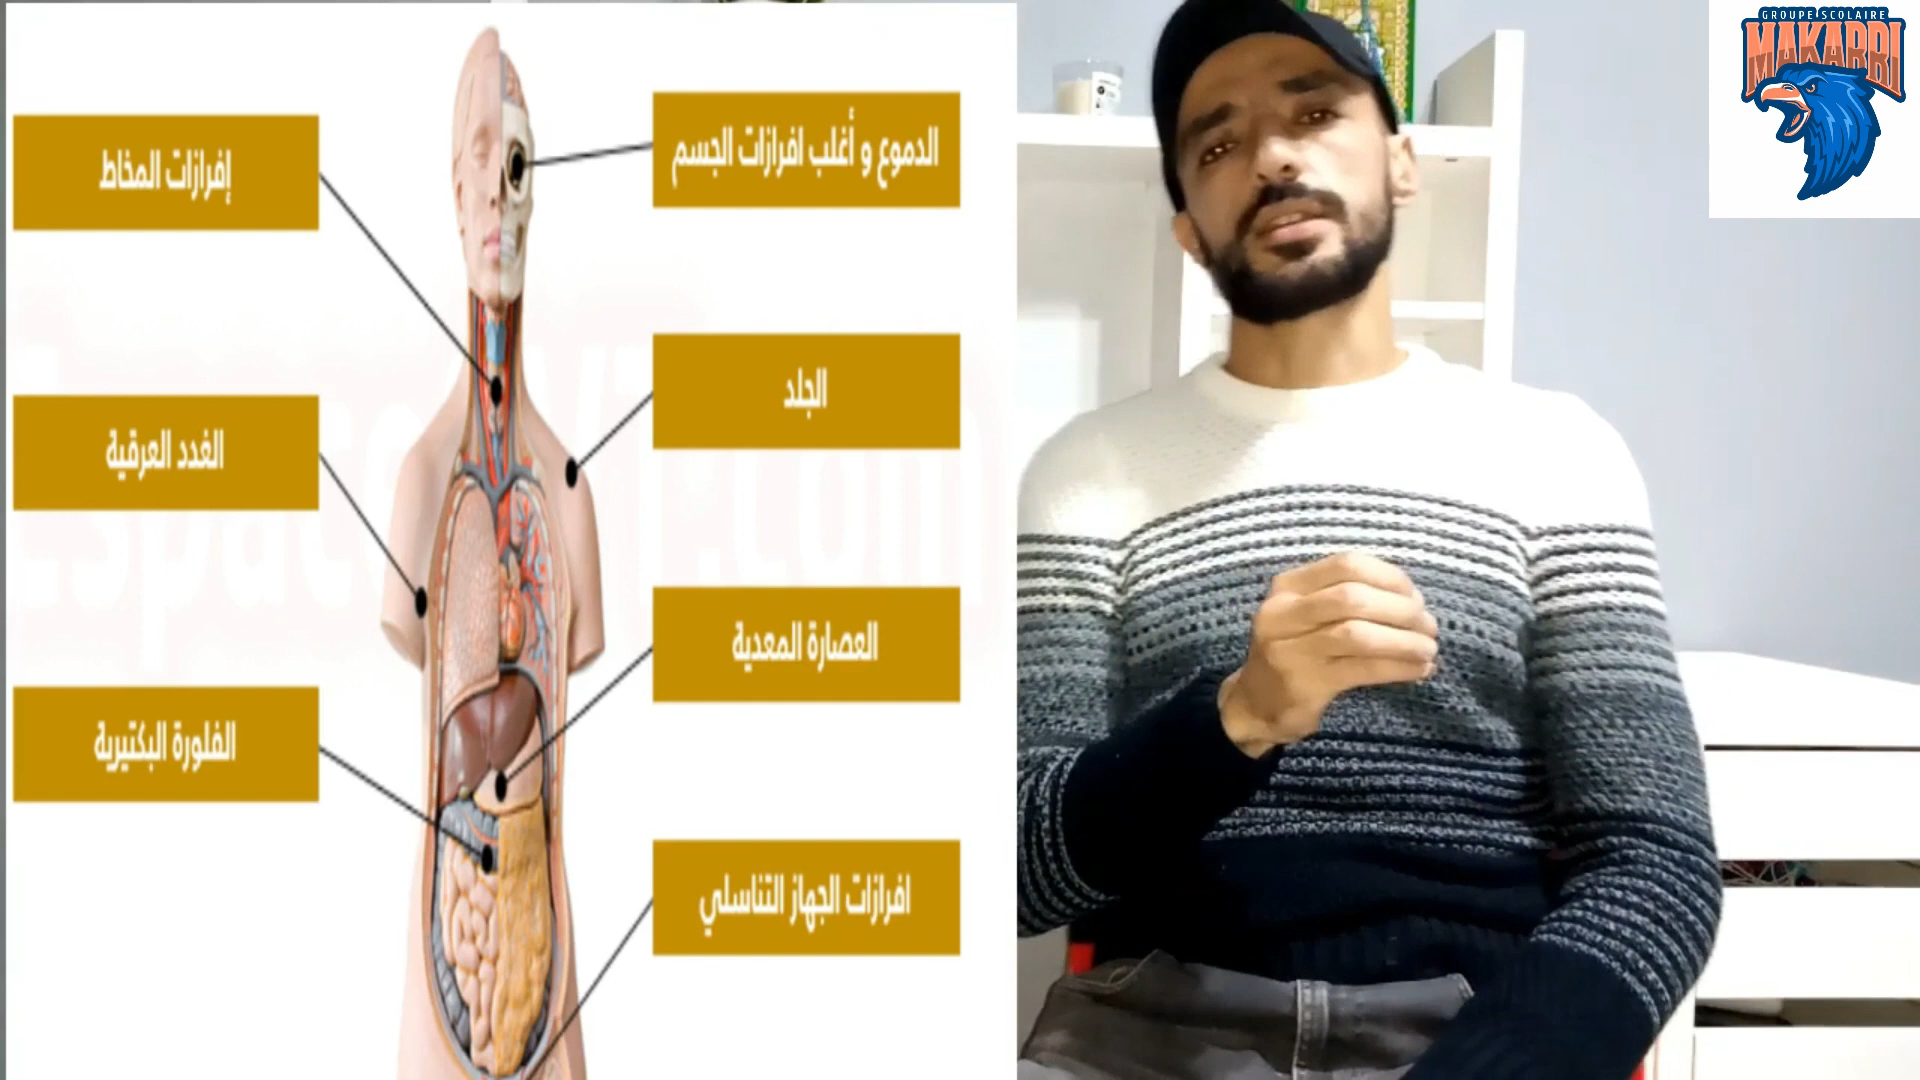 GROUPE SCOLAIRE
MAKARRI
الدموع و أغلب افرازات الجسم
إفرازات المخاط
الجلد
الغدد العرقية
العصارة المعدية
الفلورة البكتيرية
افرازات الجهاز التناسلي